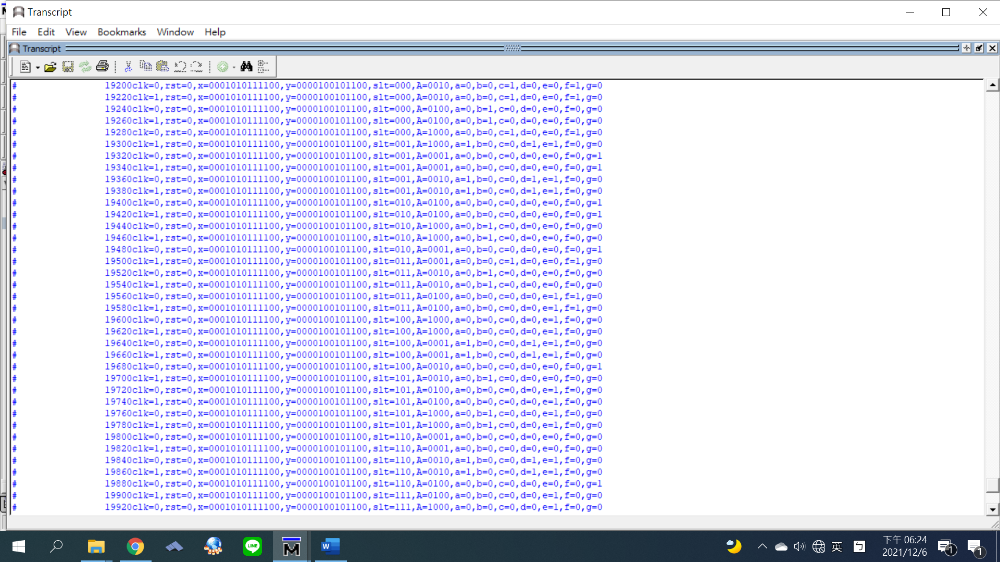 Transcript
File Edit View Bookmarks Window Help
Transcript
# 19200clk=0,rst=0,x=0001010111100,y=0000100101100,slt=000,A=0010,a=0,b=0,c=1,d=0,e=0,f=1,g=0
# 19220clk=1,rst=0,x=0001010111100,y=0000100101100,slt=000,A=0010,a=0,b=0,c=1,d=0,e=0,f=1,g=0
# 19240clk=0,rst=0,x=0001010111100,y=0000100101100,slt=000,A=0100,a=0,b=1,c=0,d=0,e=0,f=0,g=0
# 19260clk=1,rst=0,x=0001010111100,y=0000100101100,slt=000,A=0100,a=0,b=1,c=0,d=0,e=0,f=0,g=0
# 19280clk=0,rst=0,x=0001010111100,y=0000100101100,slt=000,A=1000,a=0,b=0,c=1,d=0,e=0,f=1,g=0
# 19300clk=1,rst=0,x=0001010111100,y=0000100101100,slt=001,A=1000,a=1,b=0,c=0,d=1,e=1,f=0,g=0
# 19320clk=0,rst=0,x=0001010111100,y=0000100101100,slt=001,A=0001,a=0,b=0,c=0,d=0,e=0,f=0,g=1
# 19340clk=1,rst=0,x=0001010111100,y=0000100101100,slt=001,A=0001,a=0,b=0,c=0,d=0,e=0,f=0,g=1
# 19360clk=0,rst=0,x=0001010111100,y=0000100101100,slt=001,A=0010,a=1,b=0,c=0,d=1,e=1,f=0,g=0
# 19380clk=1,rst=0,x=0001010111100,y=0000100101100,slt=001,A=0010,a=1,b=0,c=0,d=1,e=1,f=0,g=0
# 19400clk=0,rst=0,x=0001010111100,y=0000100101100,slt=010,A=0100,a=0,b=0,c=0,d=0,e=0,f=0,g=1
# 19420clk=1,rst=0,x=0001010111100,y=0000100101100,slt=010,A=0100,a=0,b=0,c=0,d=0,e=0,f=0,g=1
# 19440clk=0,rst=0,x=0001010111100,y=0000100101100,slt=010,A=1000,a=0,b=1,c=0,d=0,e=0,f=0,g=0
# 19460clk=1,rst=0,x=0001010111100,y=0000100101100,slt=010,A=1000,a=0,b=1,c=0,d=0,e=0,f=0,g=0
# 19480clk=0,rst=0,x=0001010111100,y=0000100101100,slt=010,A=0001,a=0,b=0,c=0,d=0,e=0,f=0,g=1
# 19500clk=1,rst=0,x=0001010111100,y=0000100101100,slt=011,A=0001,a=0,b=0,c=1,d=0,e=0,f=1,g=0
# 19520clk=0,rst=0,x=0001010111100,y=0000100101100,slt=011,A=0010,a=0,b=1,c=0,d=0,e=0,f=0,g=0
# 19540clk=1,rst=0,x=0001010111100,y=0000100101100,slt=011,A=0010,a=0,b=1,c=0,d=0,e=0,f=0,g=0
# 19560clk=0,rst=0,x=0001010111100,y=0000100101100,slt=011,A=0100,a=0,b=0,c=0,d=0,e=1,f=1,g=0
# 19580clk=1,rst=0,x=0001010111100,y=0000100101100,slt=011,A=0100,a=0,b=0,c=0,d=0,e=1,f=1,g=0
# 19600clk=0,rst=0,x=0001010111100,y=0000100101100,slt=100,A=1000,a=0,b=0,c=0,d=0,e=1,f=0,g=0
# 19620clk=1,rst=0,x=0001010111100,y=0000100101100,slt=100,A=1000,a=0,b=0,c=0,d=0,e=1,f=0,g=0
# 19640clk=0,rst=0,x=0001010111100,y=0000100101100,slt=100,A=0001,a=1,b=0,c=0,d=1,e=1,f=0,g=0
# 19660clk=1,rst=0,x=0001010111100,y=0000100101100,slt=100,A=0001,a=1,b=0,c=0,d=1,e=1,f=0,g=0
# 19680clk=0,rst=0,x=0001010111100,y=0000100101100,slt=100,A=0010,a=0,b=0,c=0,d=0,e=0,f=0,g=1
# 19700clk=1,rst=0,x=0001010111100,y=0000100101100,slt=101,A=0010,a=0,b=1,c=0,d=0,e=1,f=0,g=0
# 19720clk=0,rst=0,x=0001010111100,y=0000100101100,slt=101,A=0100,a=0,b=0,c=0,d=0,e=1,f=0,g=0
# 19740clk=1,rst=0,x=0001010111100,y=0000100101100,slt=101,A=0100,a=0,b=0,c=0,d=0,e=1,f=0,g=0
# 19760clk=0,rst=0,x=0001010111100,y=0000100101100,slt=101,A=1000,a=0,b=1,c=0,d=0,e=1,f=0,g=0
# 19780clk=1,rst=0,x=0001010111100,y=0000100101100,slt=101,A=1000,a=0,b=1,c=0,d=0,e=1,f=0,g=0
# 19800clk=0,rst=0,x=0001010111100,y=0000100101100,slt=110,A=0001,a=0,b=0,c=0,d=0,e=0,f=0,g=0
# 19820clk=1,rst=0,x=0001010111100,y=0000100101100,slt=110,A=0001,a=0,b=0,c=0,d=0,e=0,f=0,g=0
# 19840clk=0,rst=0,x=0001010111100,y=0000100101100,slt=110,A=0010,a=1,b=0,c=0,d=1,e=1,f=0,g=0
# 19860clk=1,rst=0,x=0001010111100,y=0000100101100,slt=110,A=0010,a=1,b=0,c=0,d=1,e=1,f=0,g=0
# 19880clk=0,rst=0,x=0001010111100,y=0000100101100,slt=110,A=0100,a=0,b=0,c=0,d=0,e=0,f=0,g=1
# 19900clk=1,rst=0,x=0001010111100,y=0000100101100,slt=111,A=0100,a=0,b=0,c=0,d=0,e=1,f=0,g=0
# 19920clk=0,rst=0,x=0001010111100,y=0000100101100,slt=111,A=1000,a=0,b=0,c=0,d=0,e=1,f=0,g=0
LINE
M
W
英
ㄅ
下午 06:24
2021/12/6
1
1